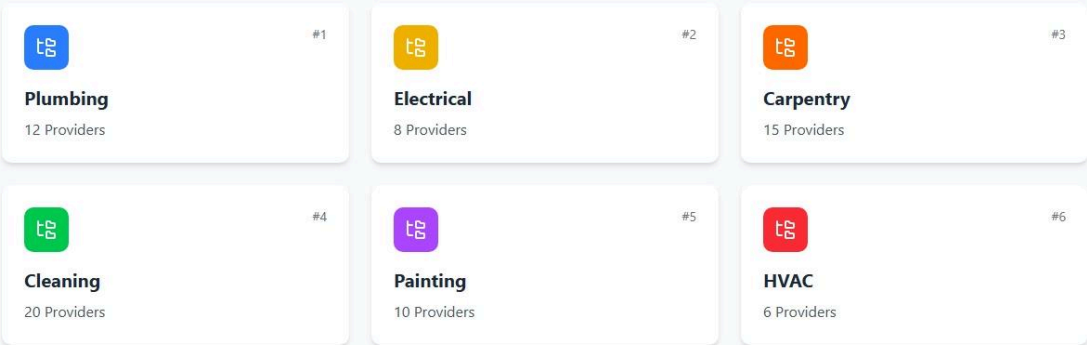 #1
Plumbing
12 Providers
#2
Electrical
8 Providers
#3
Carpentry
15 Providers
#4
Cleaning
20 Providers
#5
Painting
10 Providers
#6
HVAC
6 Providers